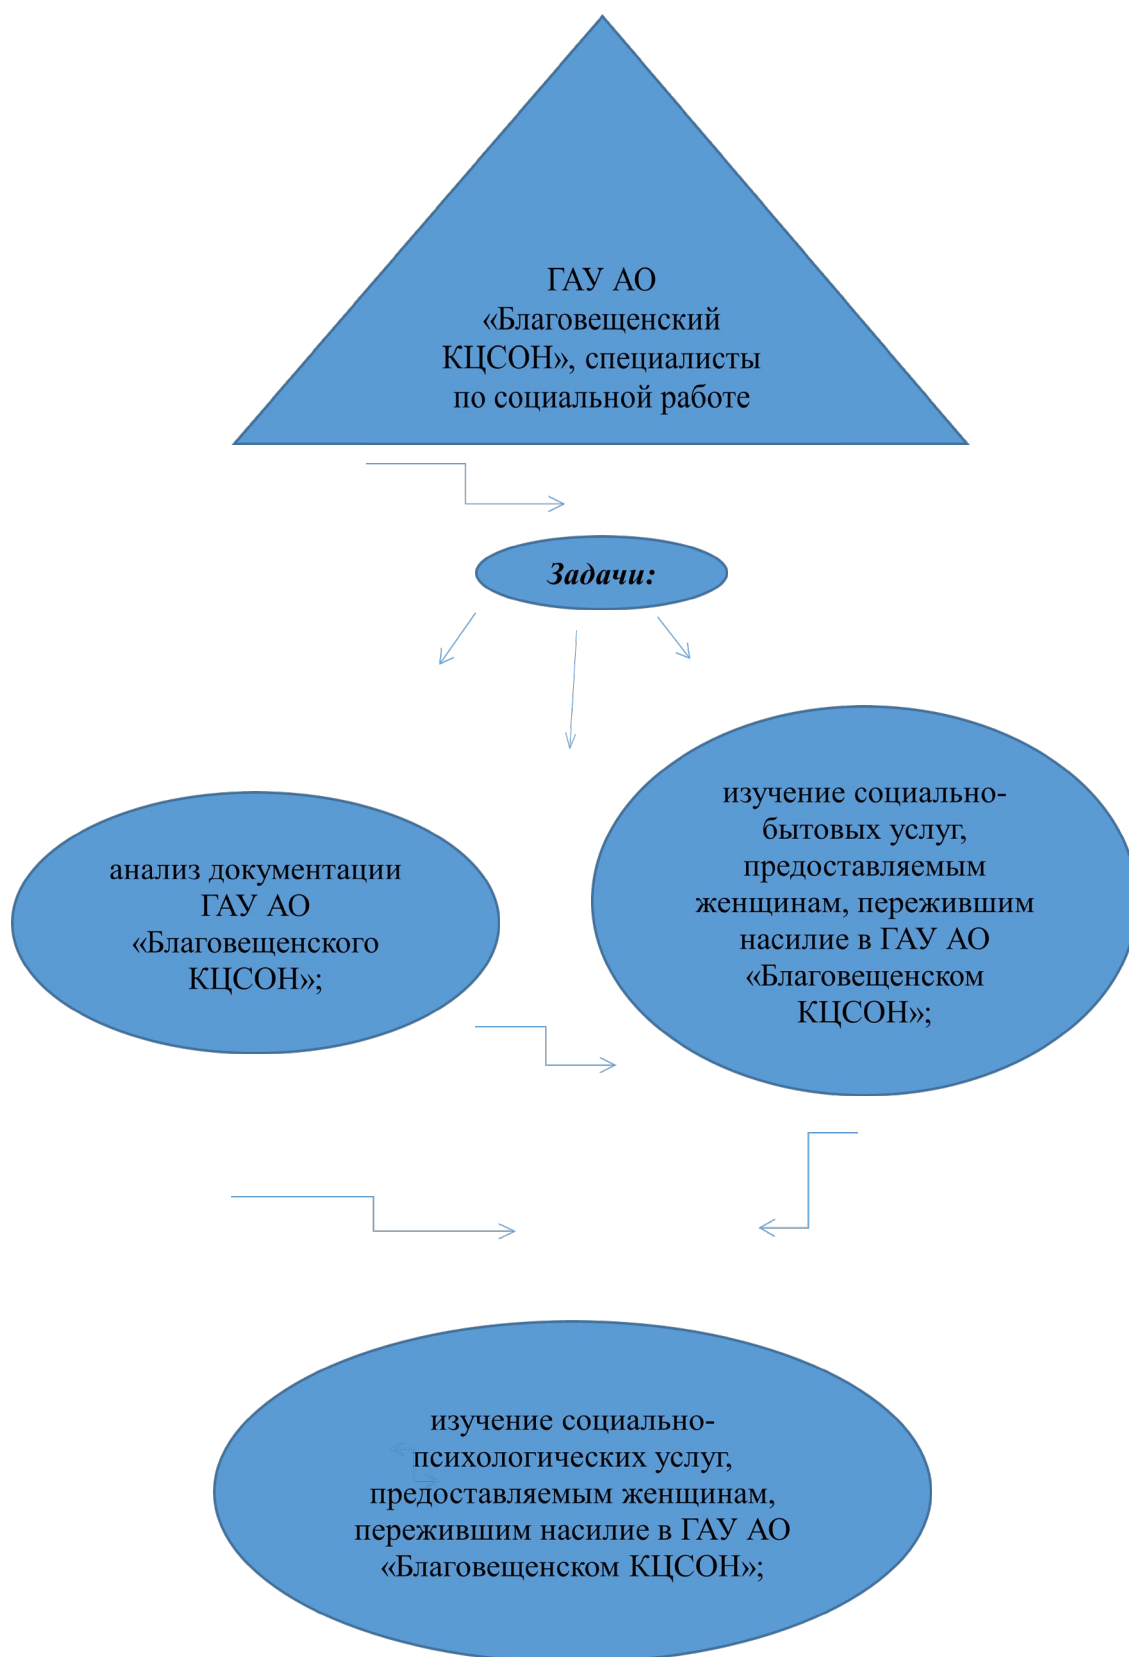 ГАУ АО
«Благовещенский
КЦСОН», специалисты
по социальной работе
Задачи:
анализ документации
ГАУ АО
«Благовещенского
КЦСОН»;
изучение социально-
бытовых услуг,
предоставляемым
женщинам, пережившим
насилие в ГАУ АО
«Благовещенском
КЦСОН»;
изучение социально-
психологических услуг,
предоставляемым женщинам,
пережившим насилие в ГАУ АО
«Благовещенском КЦСОН»;